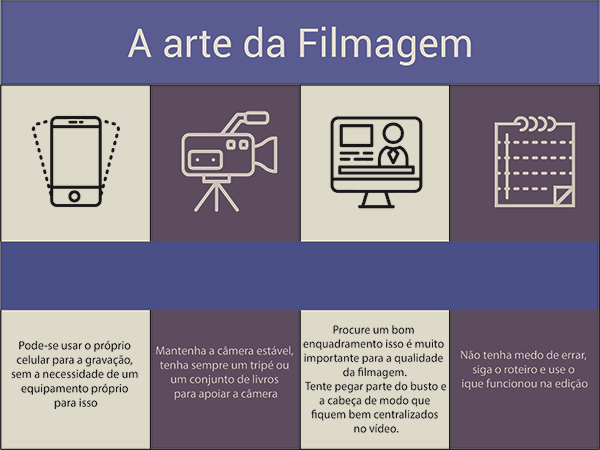 A arte da Filmagem
Pode-se usar o próprio
celular para a gravação,
sem a necessidade de um
equipamento próprio
para isso
Mantenha a câmera estável,
tenha sempre um tripé ou
um conjunto de livros
para apoiar a câmera
Procure um bom
enquadramento isso é muito
importante para a qualidade
da filmagem.
Tente pegar parte do busto e
a cabeça de modo que
fiquem bem centralizados
no vídeo.
Não tenha medo de errar,
siga o roteiro e use o
ique funcionou na edição